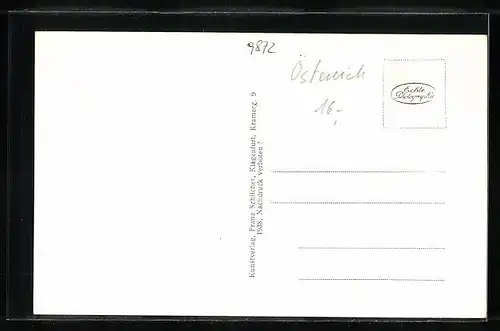 9872
Österreich
16.-
Echte
Photographie
Kunstverlag, Franz Schilcher, Klagenfurt, Kramerg. 9
1938, Nachdruck verboten!